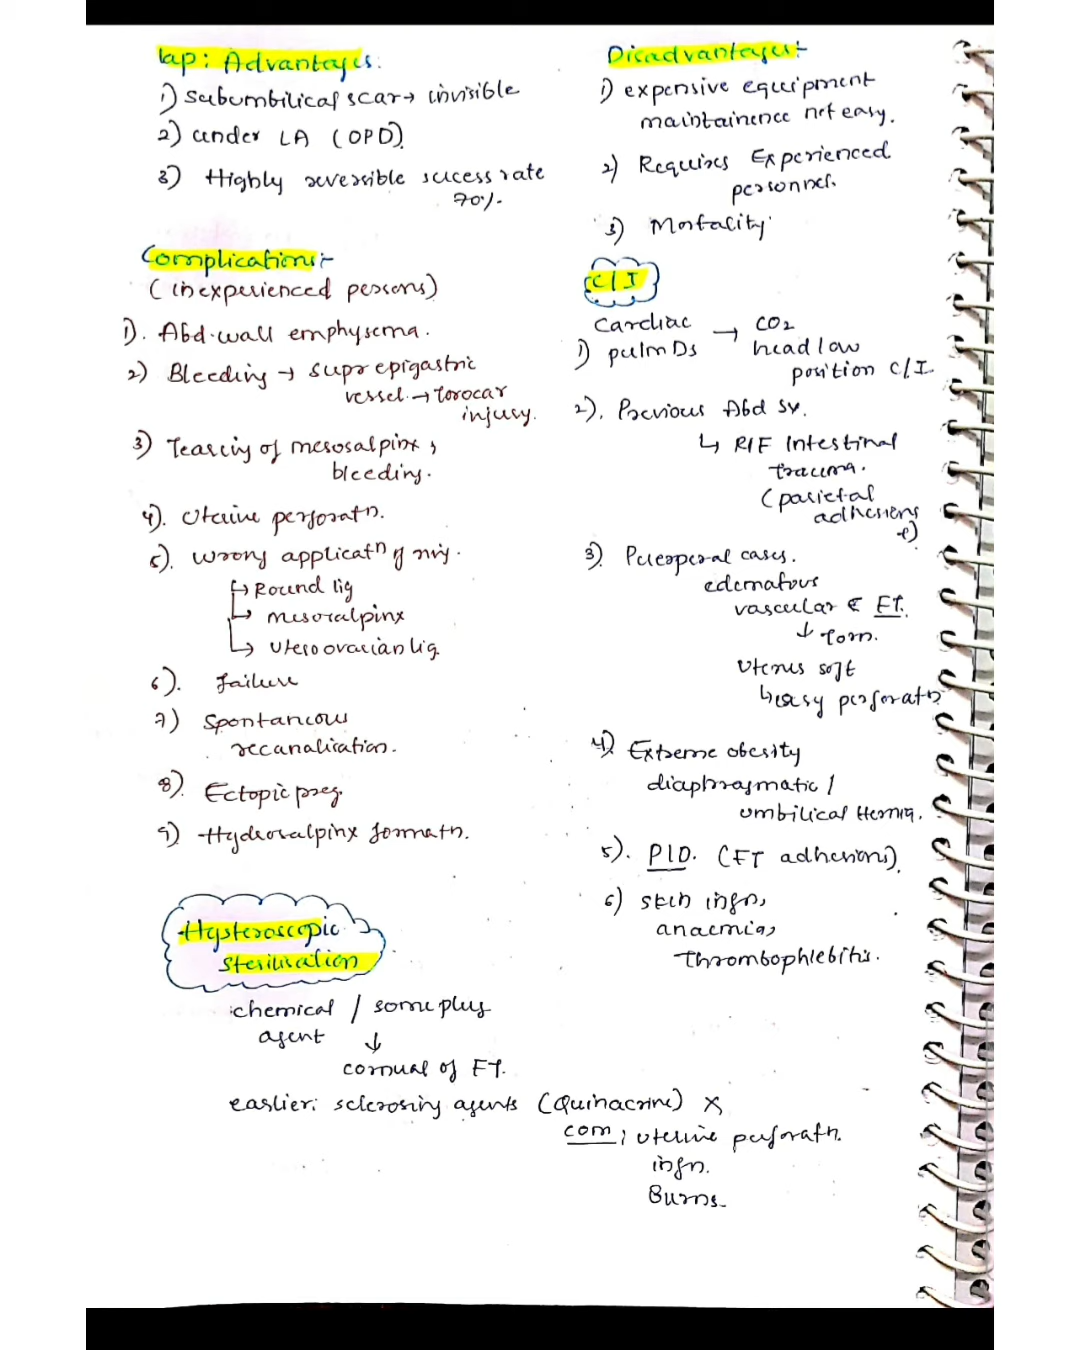 Lap: Advantages:
1) Subumbilical scar → invisible
2) under LA (OPD)
3) Highly reversible sucess rate
70%.
Complications:-
(inexperienced persons)
1). Abd. wall emphysema.
2) Bleeding → supr epigastric
vessel. → torocar
injury.
3) Tearing of mesosalpinx,
bleeding.
4). Uterine perforatn.
5). wrong applicatn of ring.
↳ Round lig
↳ mesosalpinx
↳ uteroovarian lig.
6). failure
7) spontaneous
recanalisation.
8). Ectopic preg.
9) Hydrosalpinx formatn.
Hysteroscopic
sterilisation
chemical / some plug
agent ↓
cornual of FT.
earlier: sclerosing agents (Quinacrine) X
com; uterine perforatn.
infn.
Burns.
Disadvantages:-
1) expensive equipment
maintainence not easy.
2) Requires Experienced
personnel.
3) Mortality
C/I
Cardiac → CO2
1) pulm Ds head low
position C/I.
2). Previous Abd sx.
↳ RIF Intestinal
trauma.
(parietal
adhesions
+)
3). Puerperal cases.
edematous
vascular FT.
↓ Torn.
Uterus soft
↳ easy perforatn
4). Extreme obesity
diaphragmatic /
umbilical Hernia.
5). PID. (FT adhesions).
6) skin infn,
anaemia,
thrombophlebitis.